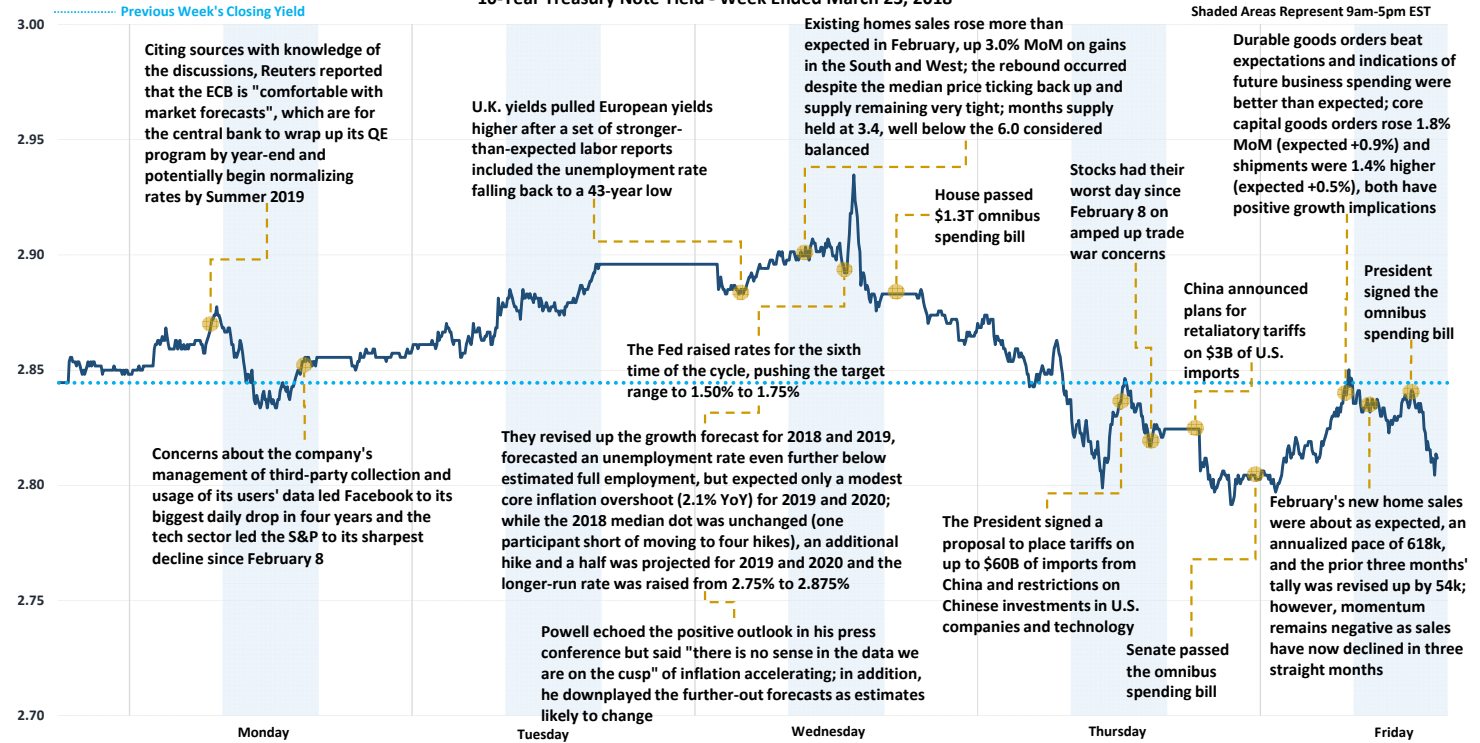 10-Year Treasury Note Yield - Week Ended March 23, 2018
Previous Week's Closing Yield
Shaded Areas Represent 9am-5pm EST
3.00
2.95
2.90
2.85
2.80
2.75
2.70
Citing sources with knowledge of
the discussions, Reuters reported
that the ECB is "comfortable with
market forecasts", which are for
the central bank to wrap up its QE
program by year-end and
potentially begin normalizing
rates by Summer 2019
Concerns about the company's
management of third-party collection and
usage of its users' data led Facebook to its
biggest daily drop in four years and the
tech sector led the S&P to its sharpest
decline since February 8
U.K. yields pulled European yields
higher after a set of stronger-
than-expected labor reports
included the unemployment rate
falling back to a 43-year low
Existing homes sales rose more than
expected in February, up 3.0% MoM on gains
in the South and West; the rebound occurred
despite the median price ticking back up and
supply remaining very tight; months supply
held at 3.4, well below the 6.0 considered
balanced
The Fed raised rates for the sixth
time of the cycle, pushing the target
range to 1.50% to 1.75%
They revised up the growth forecast for 2018 and 2019,
forecasted an unemployment rate even further below
estimated full employment, but expected only a modest
core inflation overshoot (2.1% YoY) for 2019 and 2020;
while the 2018 median dot was unchanged (one
participant short of moving to four hikes), an additional
hike and a half was projected for 2019 and 2020 and the
longer-run rate was raised from 2.75% to 2.875%
Powell echoed the positive outlook in his press
conference but said "there is no sense in the data we
are on the cusp" of inflation accelerating; in addition,
he downplayed the further-out forecasts as estimates
likely to change
House passed
$1.3T omnibus
spending bill
Stocks had their
worst day since
February 8 on
amped up trade
war concerns
The President signed a
proposal to place tariffs on
up to $60B of imports from
China and restrictions on
Chinese investments in U.S.
companies and technology
China announced
plans for
retaliatory tariffs
on $3B of U.S.
imports
Senate passed
the omnibus
spending bill
Durable goods orders beat
expectations and indications of
future business spending were
better than expected; core
capital goods orders rose 1.8%
MoM (expected +0.9%) and
shipments were 1.4% higher
(expected +0.5%), both have
positive growth implications
President
signed the
omnibus
spending bill
February's new home sales
were about as expected, an
annualized pace of 618k,
and the prior three months'
tally was revised up by 54k;
however, momentum
remains negative as sales
have now declined in three
straight months
Monday
Tuesday
Wednesday
Thursday
Friday